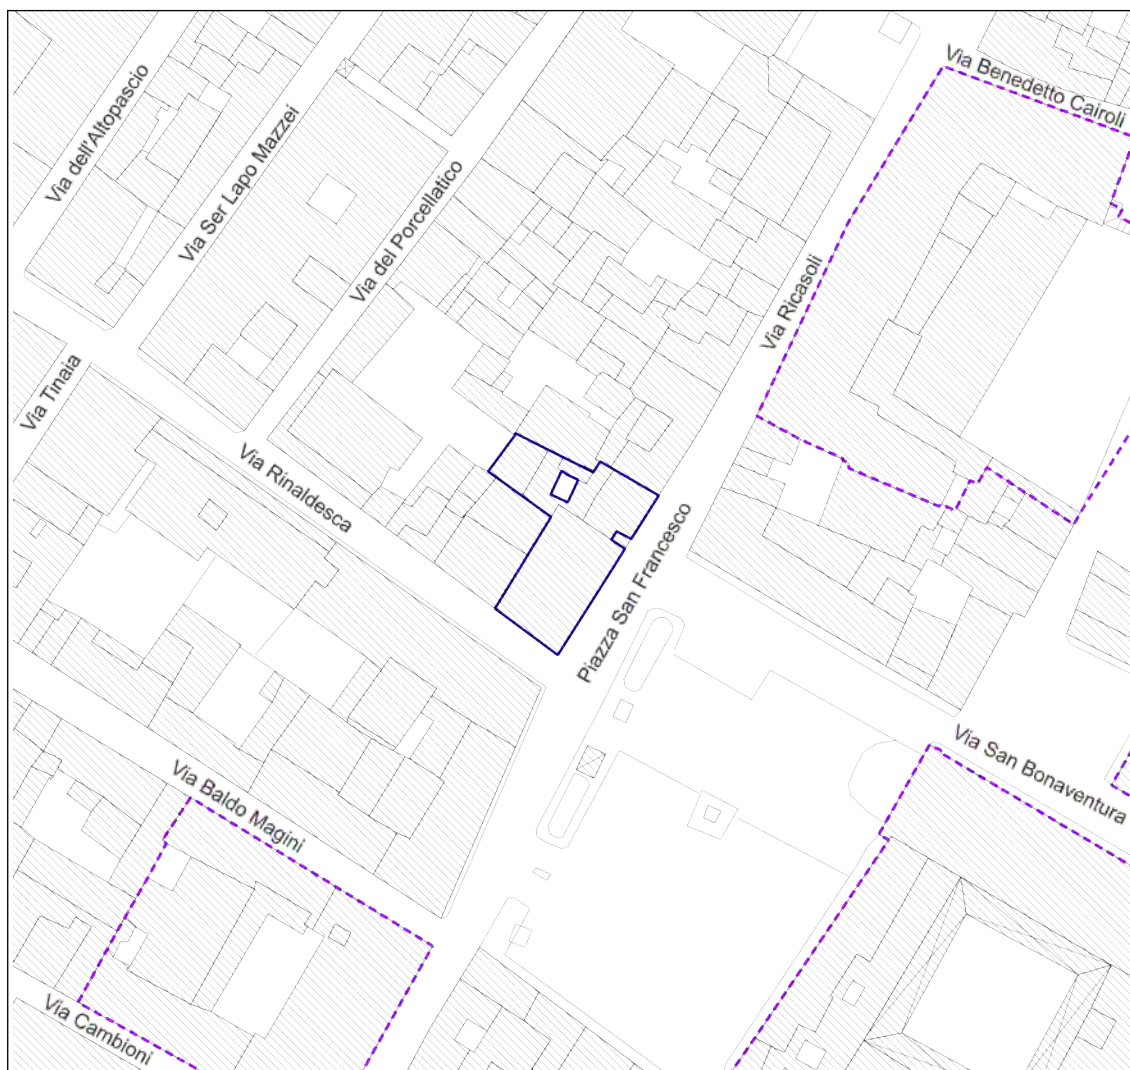 Via Benedetto Cairoli
Via dell'Altopascio
Via Ser Lapo Mazzei
Via del Porcellatico
Via Ricasoli
Via Tinaia
Via Rinaldesca
Piazza San Francesco
Via San Bonaventura
Via Baldo Magini
Via Cambioni